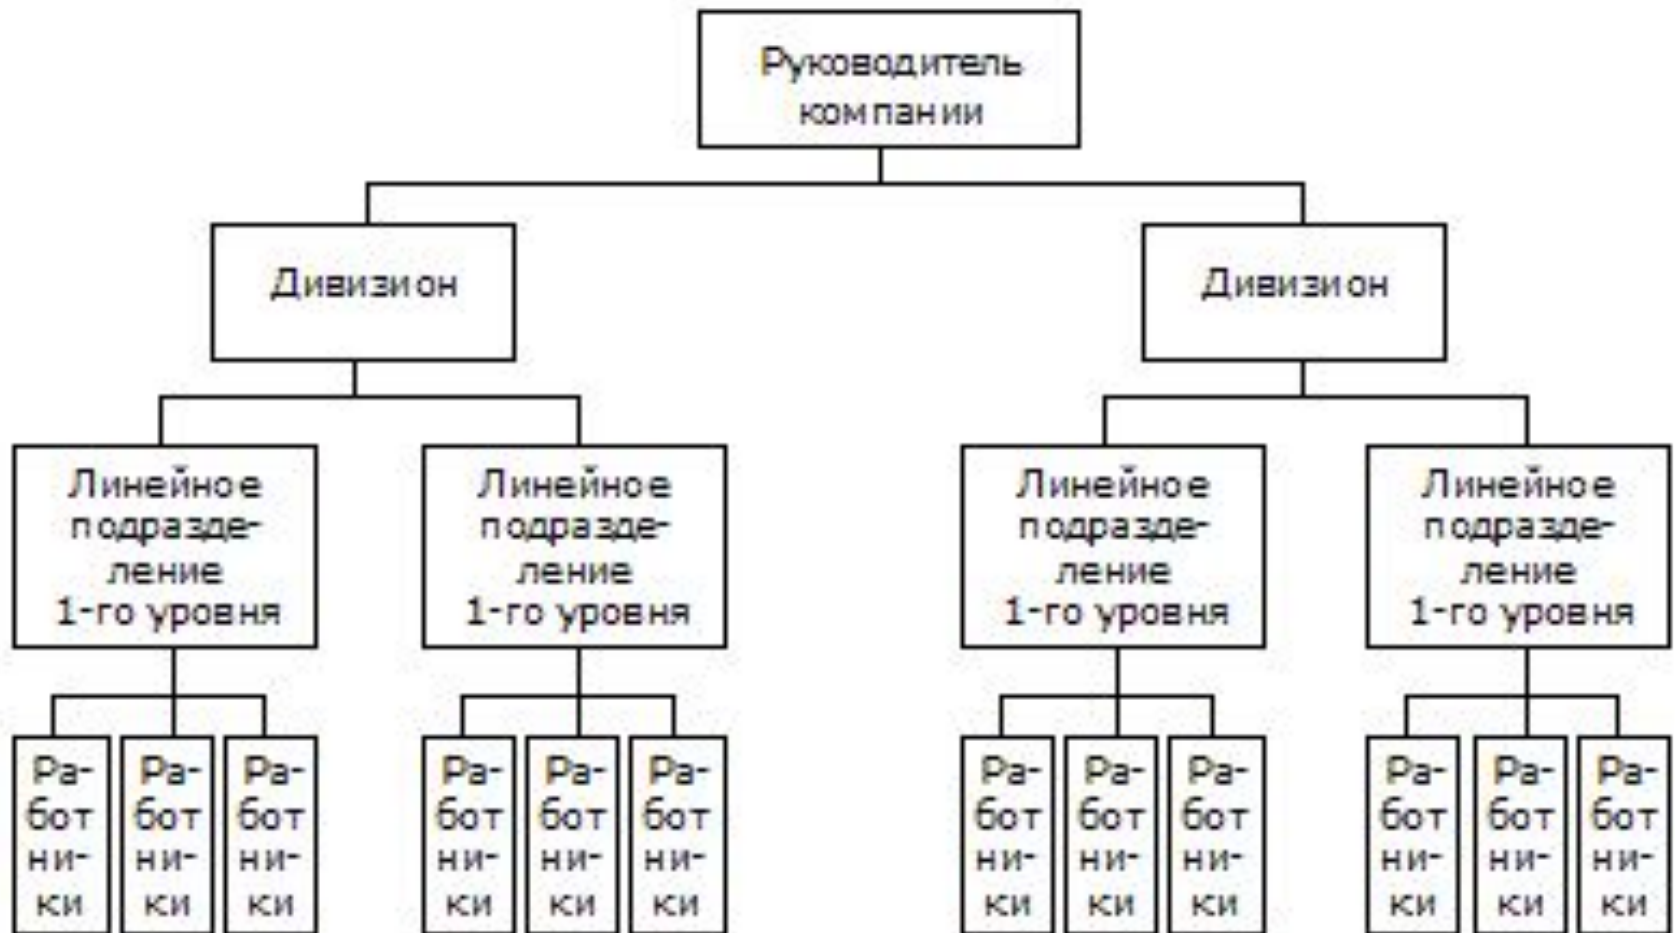 Руководитель
компании
Дивизион
Дивизион
Линейное
подразде-
ление
1-го уровня
Линейное
подразде-
ление
1-го уровня
Линейное
подразде-
ление
1-го уровня
Линейное
подразде-
ление
1-го уровня
Ра-
бот
ни-
ки
Ра-
бот
ни-
ки
Ра-
бот
ни-
ки
Ра-
бот
ни-
ки
Ра-
бот
ни-
ки
Ра-
бот
ни-
ки
Ра-
бот
ни-
ки
Ра-
бот
ни-
ки
Ра-
бот
ни-
ки
Ра-
бот
ни-
ки
Ра-
бот
ни-
ки
Ра-
бот
ни-
ки